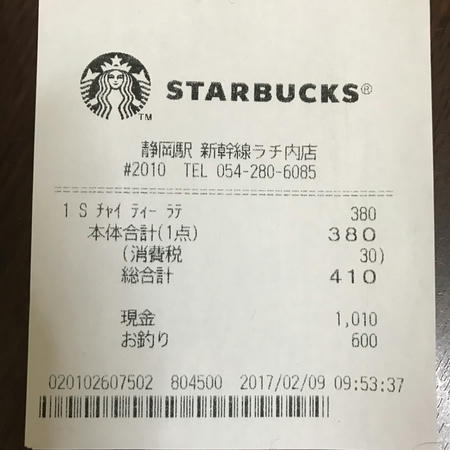 TM
STARBUCKS®
静岡駅 新幹線ラチ内店
#2010 TEL 054-280-6085
1 S ﾁｬｲ ﾃｨｰ ﾗﾃ 380
本体合計(1点) 380
(消費税 30)
総合計 410
現金 1,010
お釣り 600
020102607502 804500 2017/02/09 09:53:37